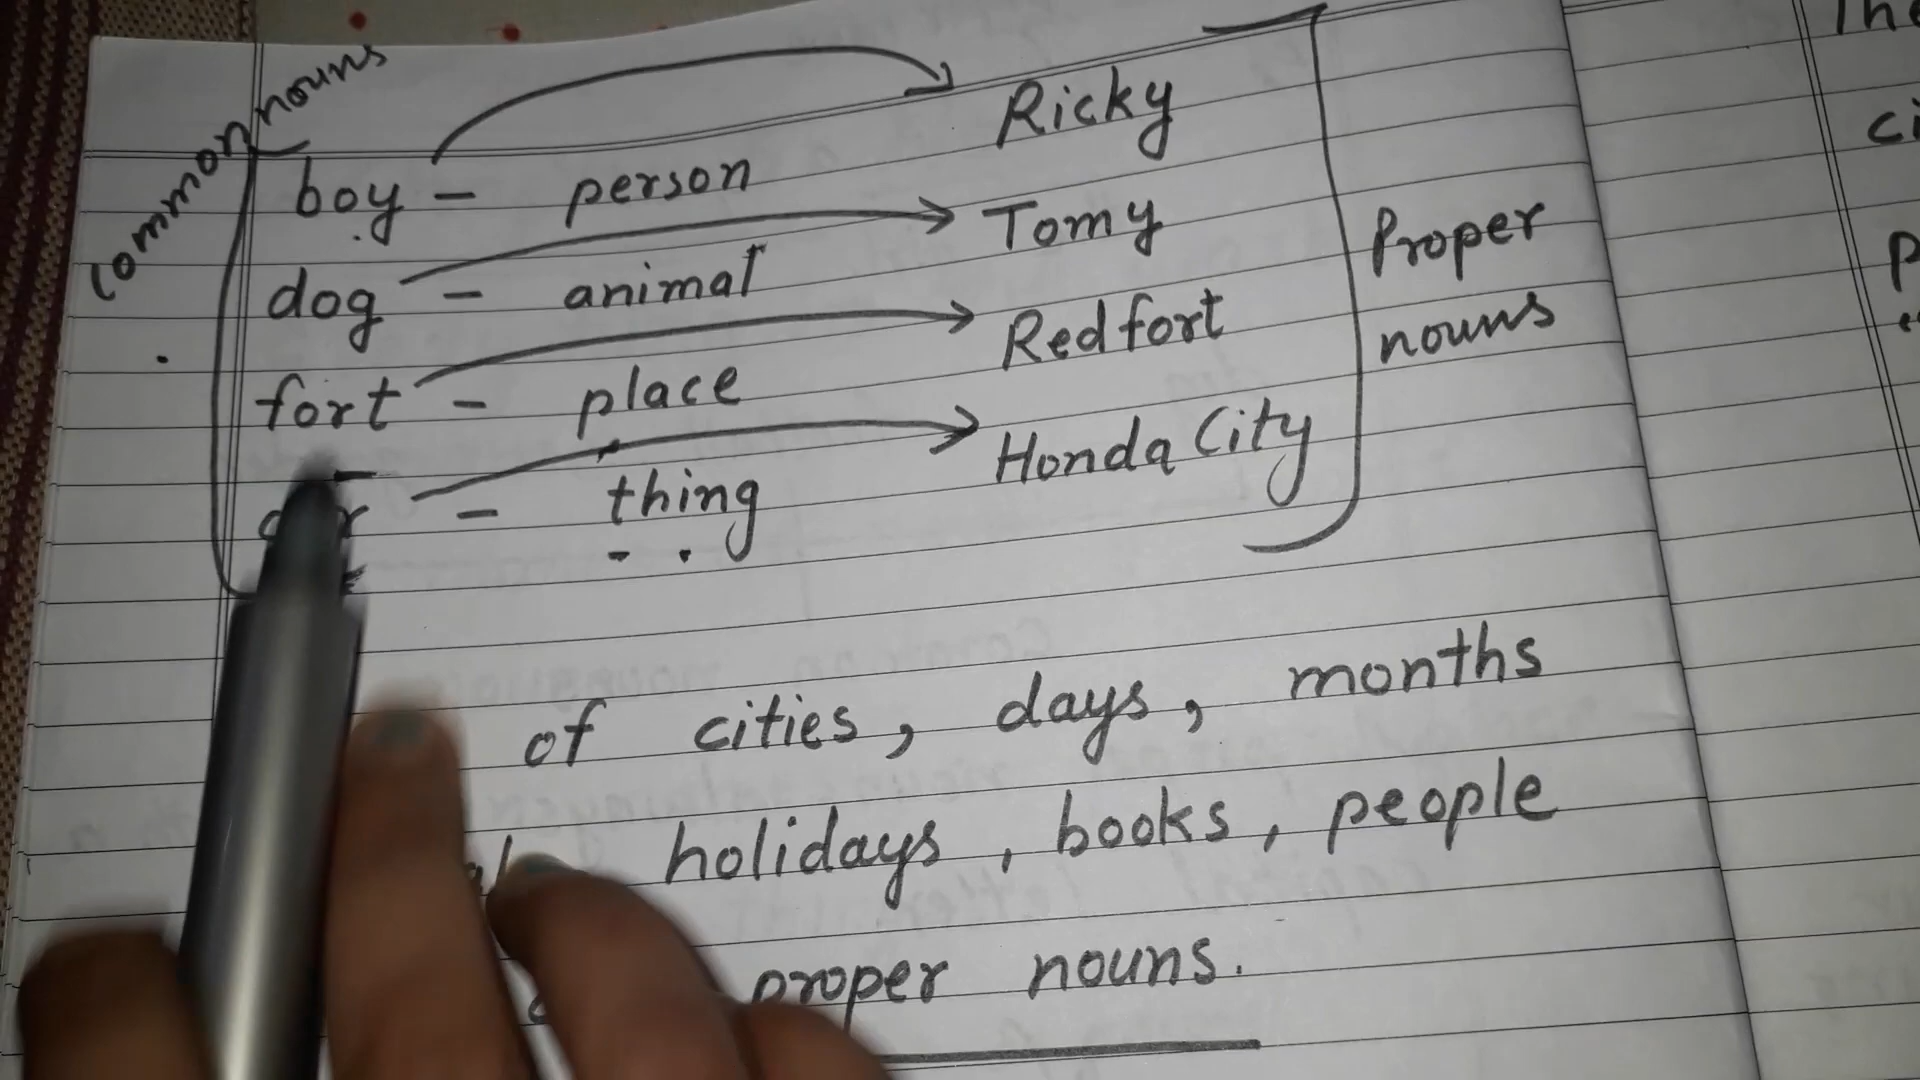 common nouns
boy - person Ricky
dog - animal Tomy
fort - place Redfort
- thing Honda City
Proper
nouns
of cities, days, months
holidays, books, people
proper nouns.